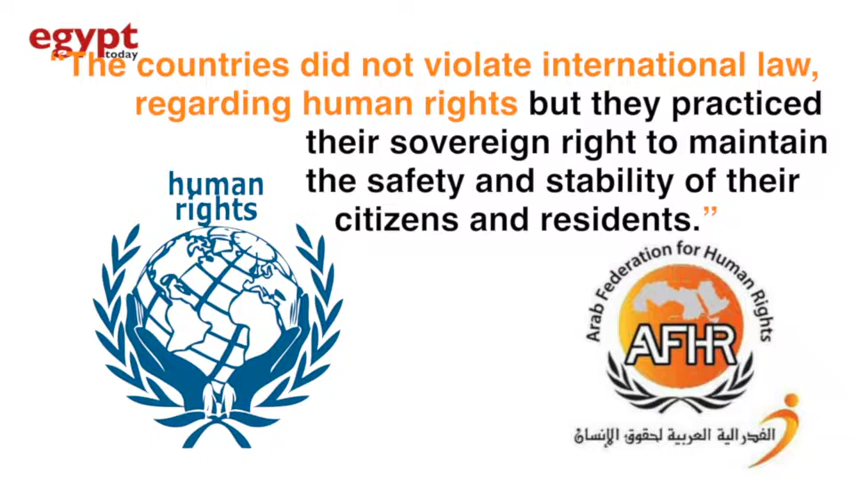 egypt
today
“The countries did not violate international law,
regarding human rights but they practiced
their sovereign right to maintain
the safety and stability of their
citizens and residents.”
human
rights
Arab Federation for Human Rights
AFHR
الفدرالية العربية لحقوق الإنسان